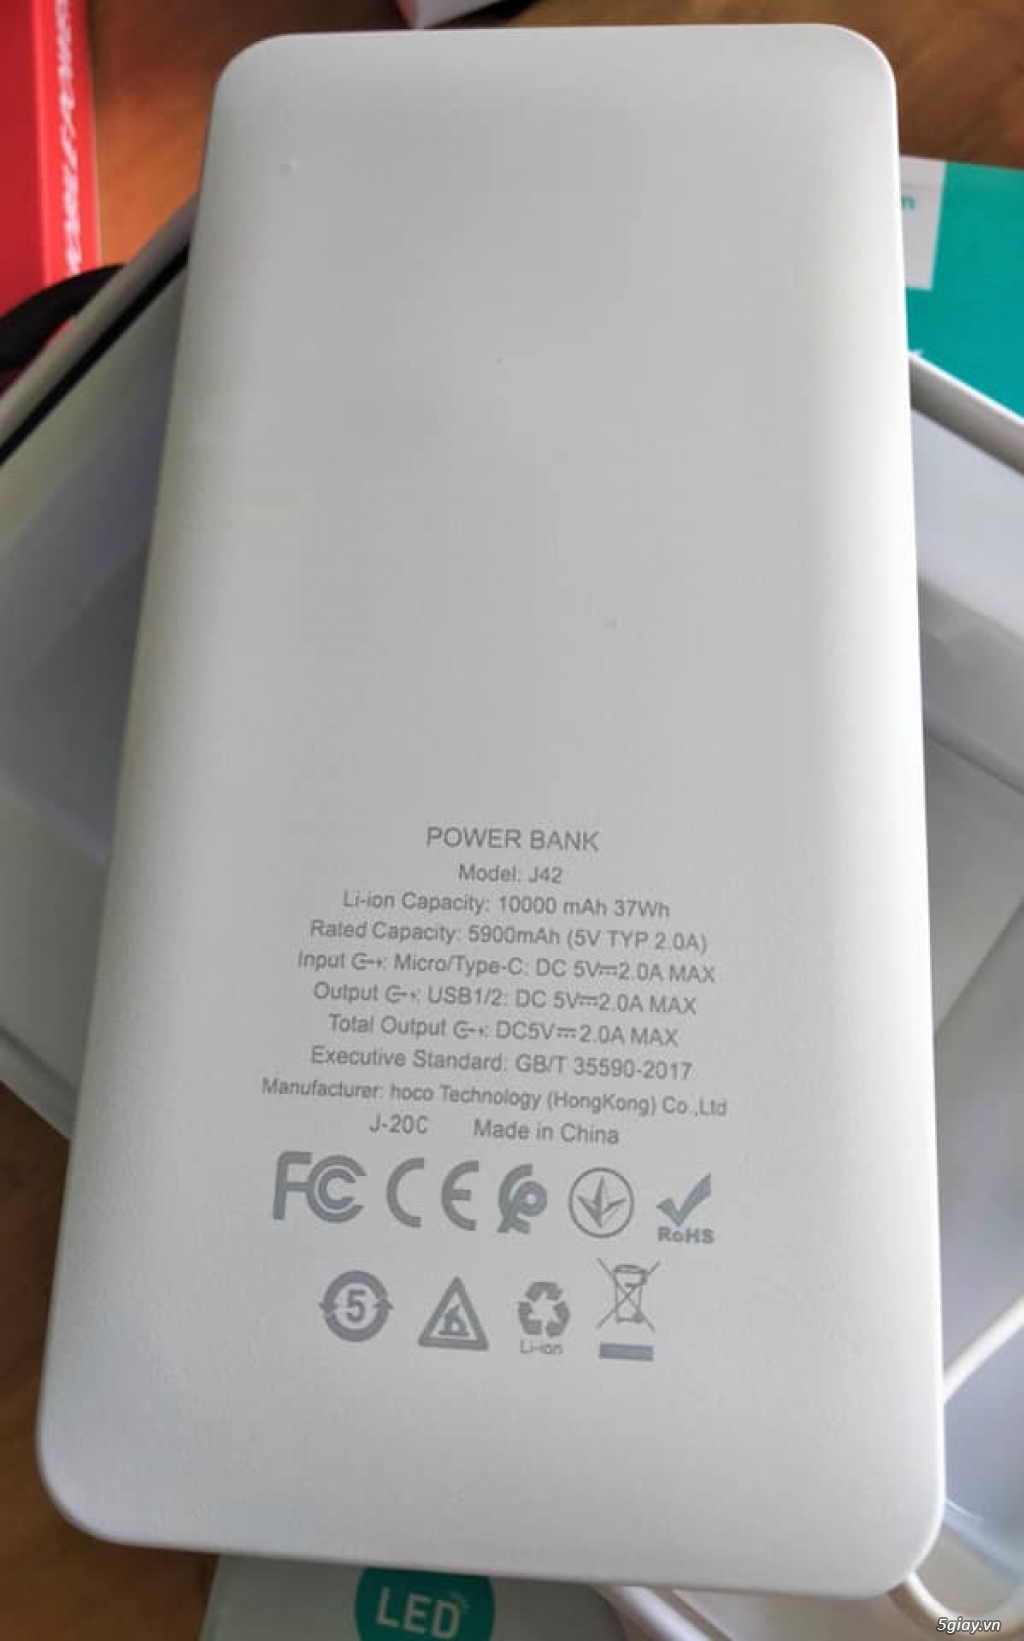 POWER BANK
Model: J42
Li-ion Capacity: 10000 mAh 37Wh
Rated Capacity: 5900mAh (5V TYP 2.0A)
Input: Micro/Type-C: DC 5V⎓2.0A MAX
Output: USB1/2: DC 5V⎓2.0A MAX
Total Output: DC5V⎓2.0A MAX
Executive Standard: GB/T 35590-2017
Manufacturer: hoco Technology (HongKong) Co.,Ltd
J-20C Made in China
FC CE
RoHS
5
Li-ion
LED
5giay.vn